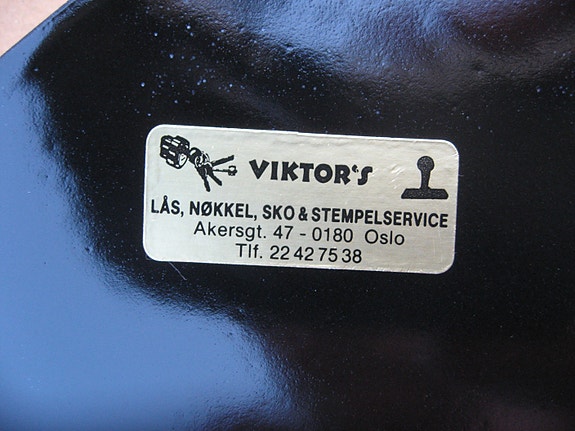 VIKTOR'S
LÅS, NØKKEL, SKO & STEMPELSERVICE
Akersgt. 47 - 0180 Oslo
Tlf. 22 42 75 38